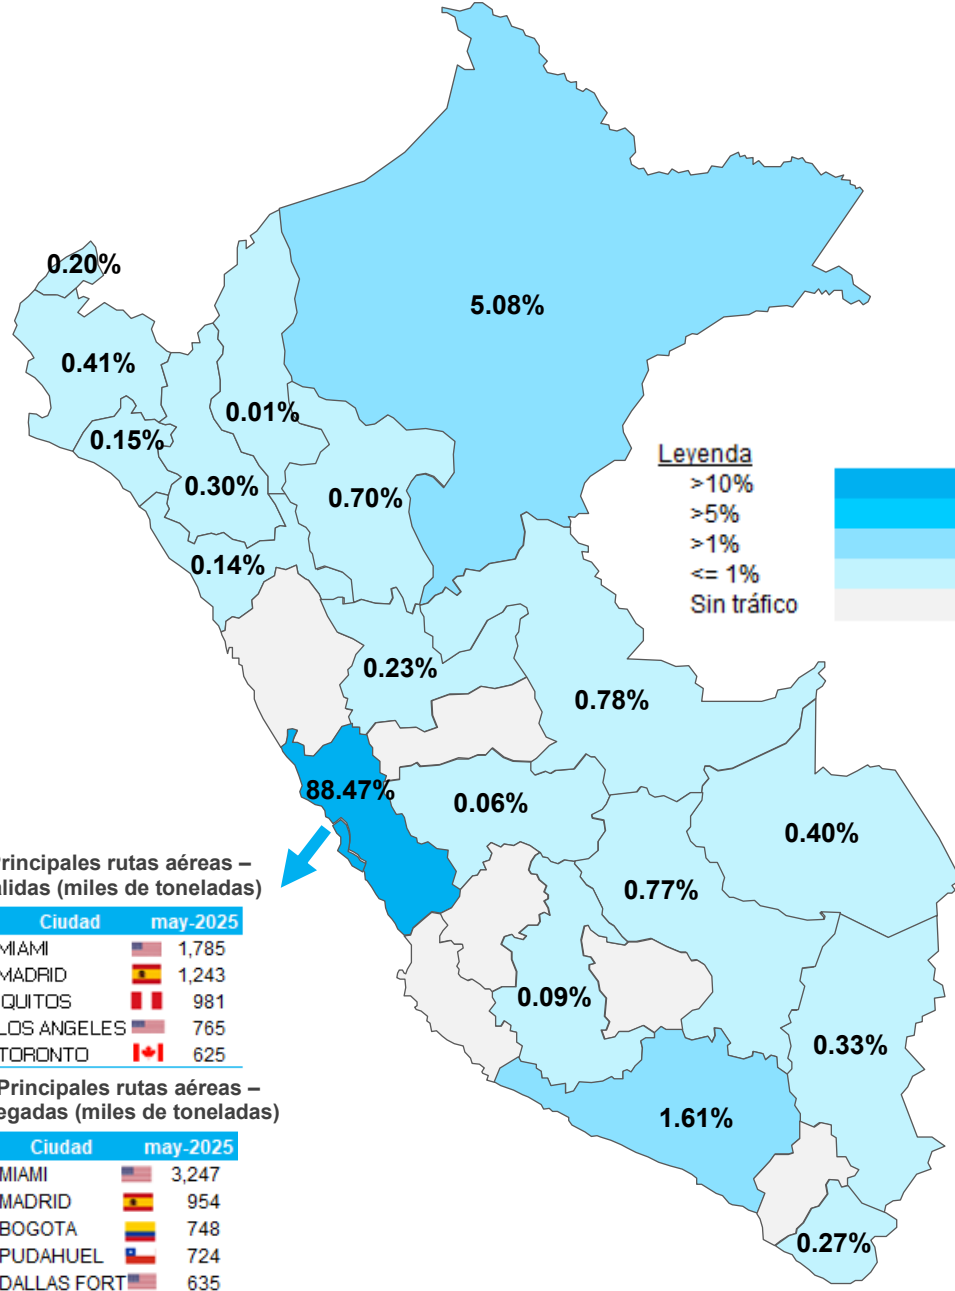 0.20%
5.08%
0.41%
0.01%
0.15%
0.30%
0.70%
0.14%
Leyenda
>10%
>5%
>1%
<= 1%
Sin tráfico
0.23%
0.78%
88.47%
0.06%
0.40%
0.77%
0.09%
0.33%
1.61%
0.27%
rincipales rutas aéreas –
alidas (miles de toneladas)
Ciudad may-2025
MIAMI 1,785
MADRID 1,243
QUITOS 981
LOS ANGELES 765
TORONTO 625
Principales rutas aéreas –
egadas (miles de toneladas)
Ciudad may-2025
MIAMI 3,247
MADRID 954
BOGOTA 748
PUDAHUEL 724
DALLAS FORT 635